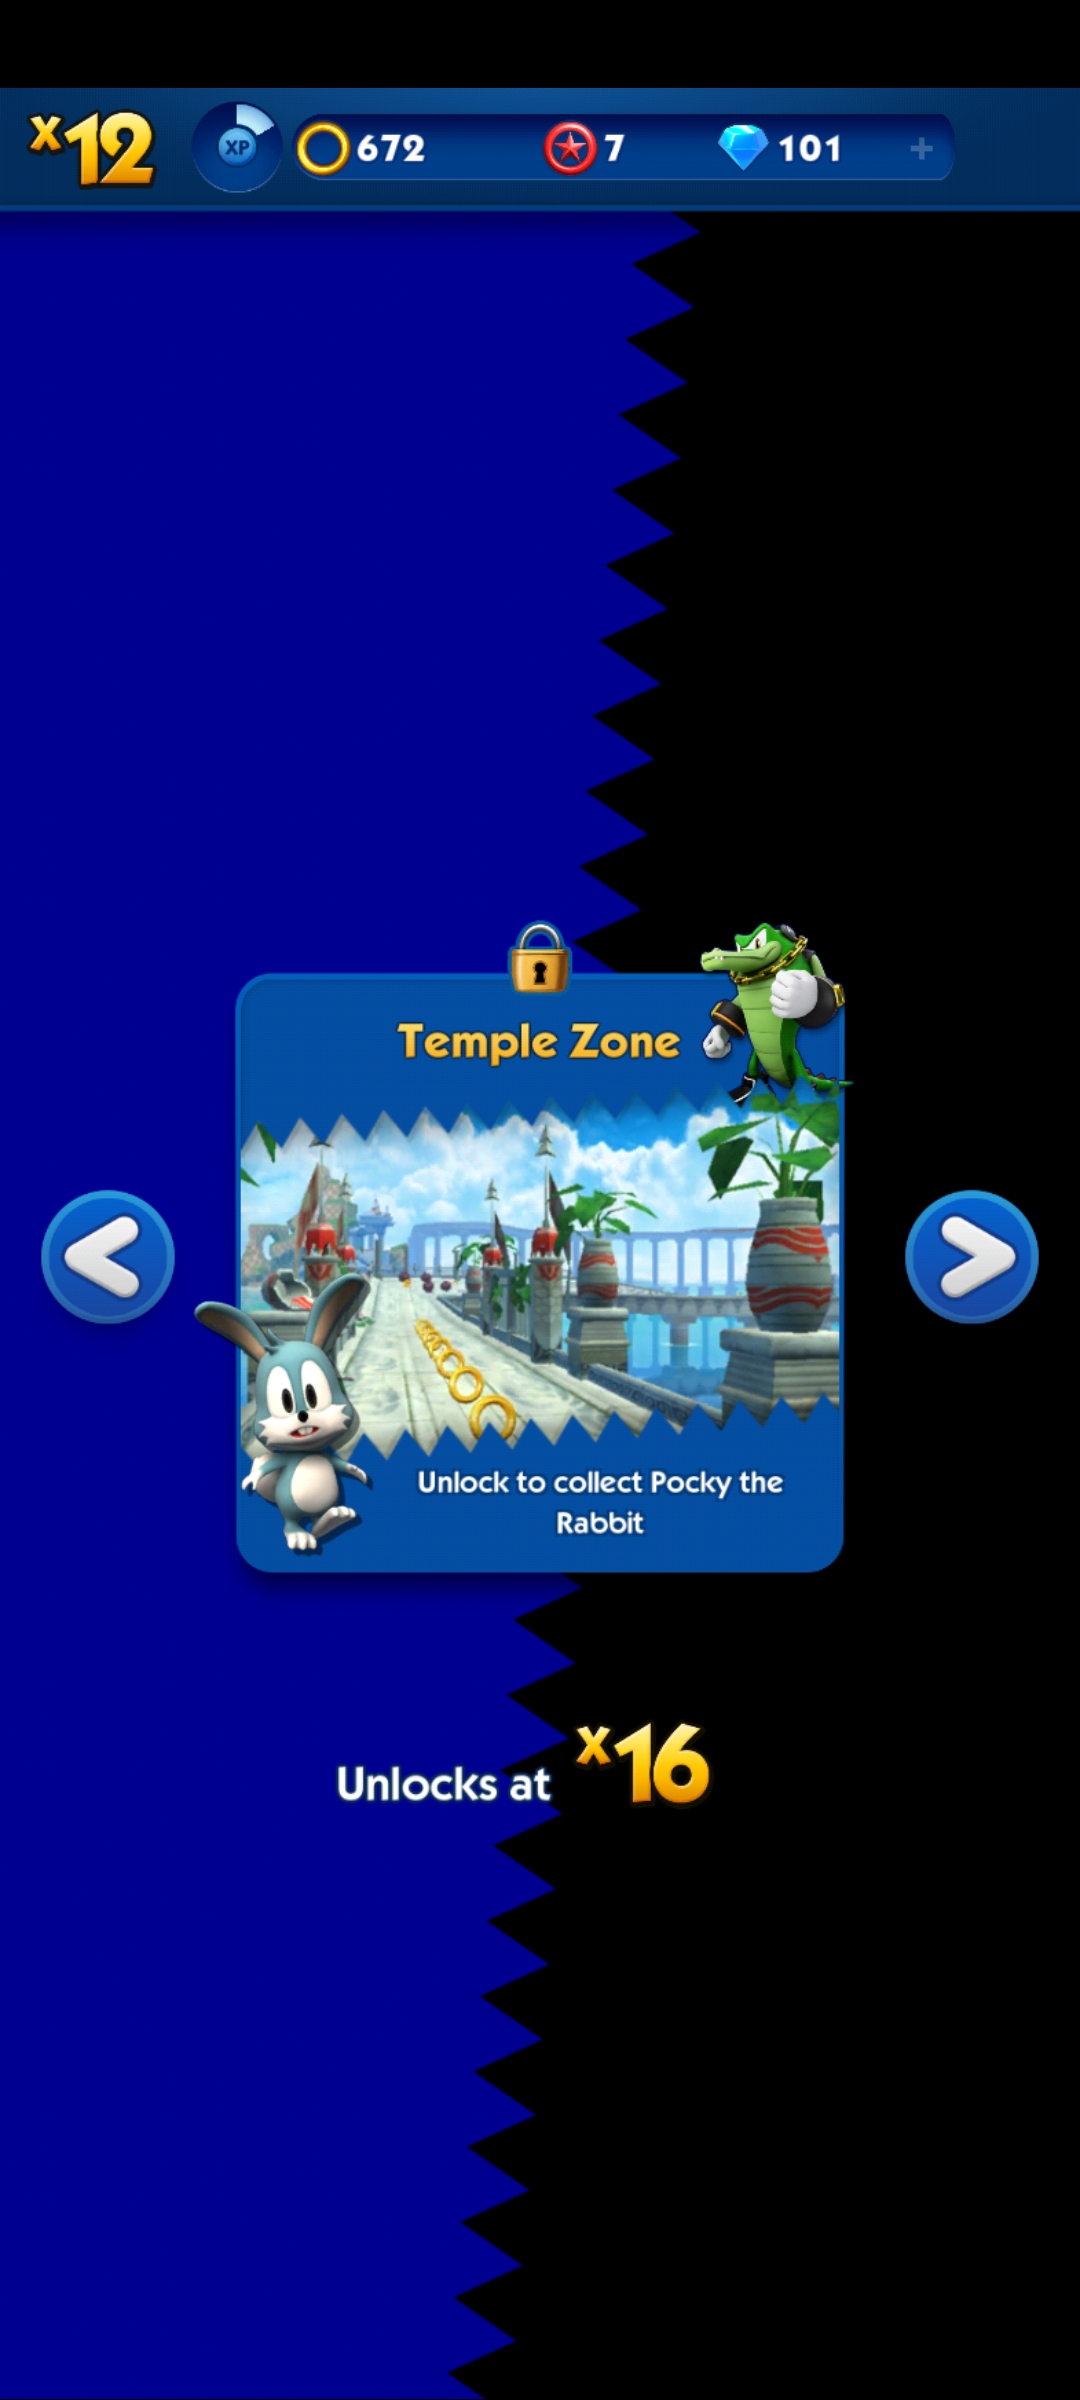 x12 XP 672 7 101 +
Temple Zone
Unlock to collect Pocky the
Rabbit
Unlocks at x16